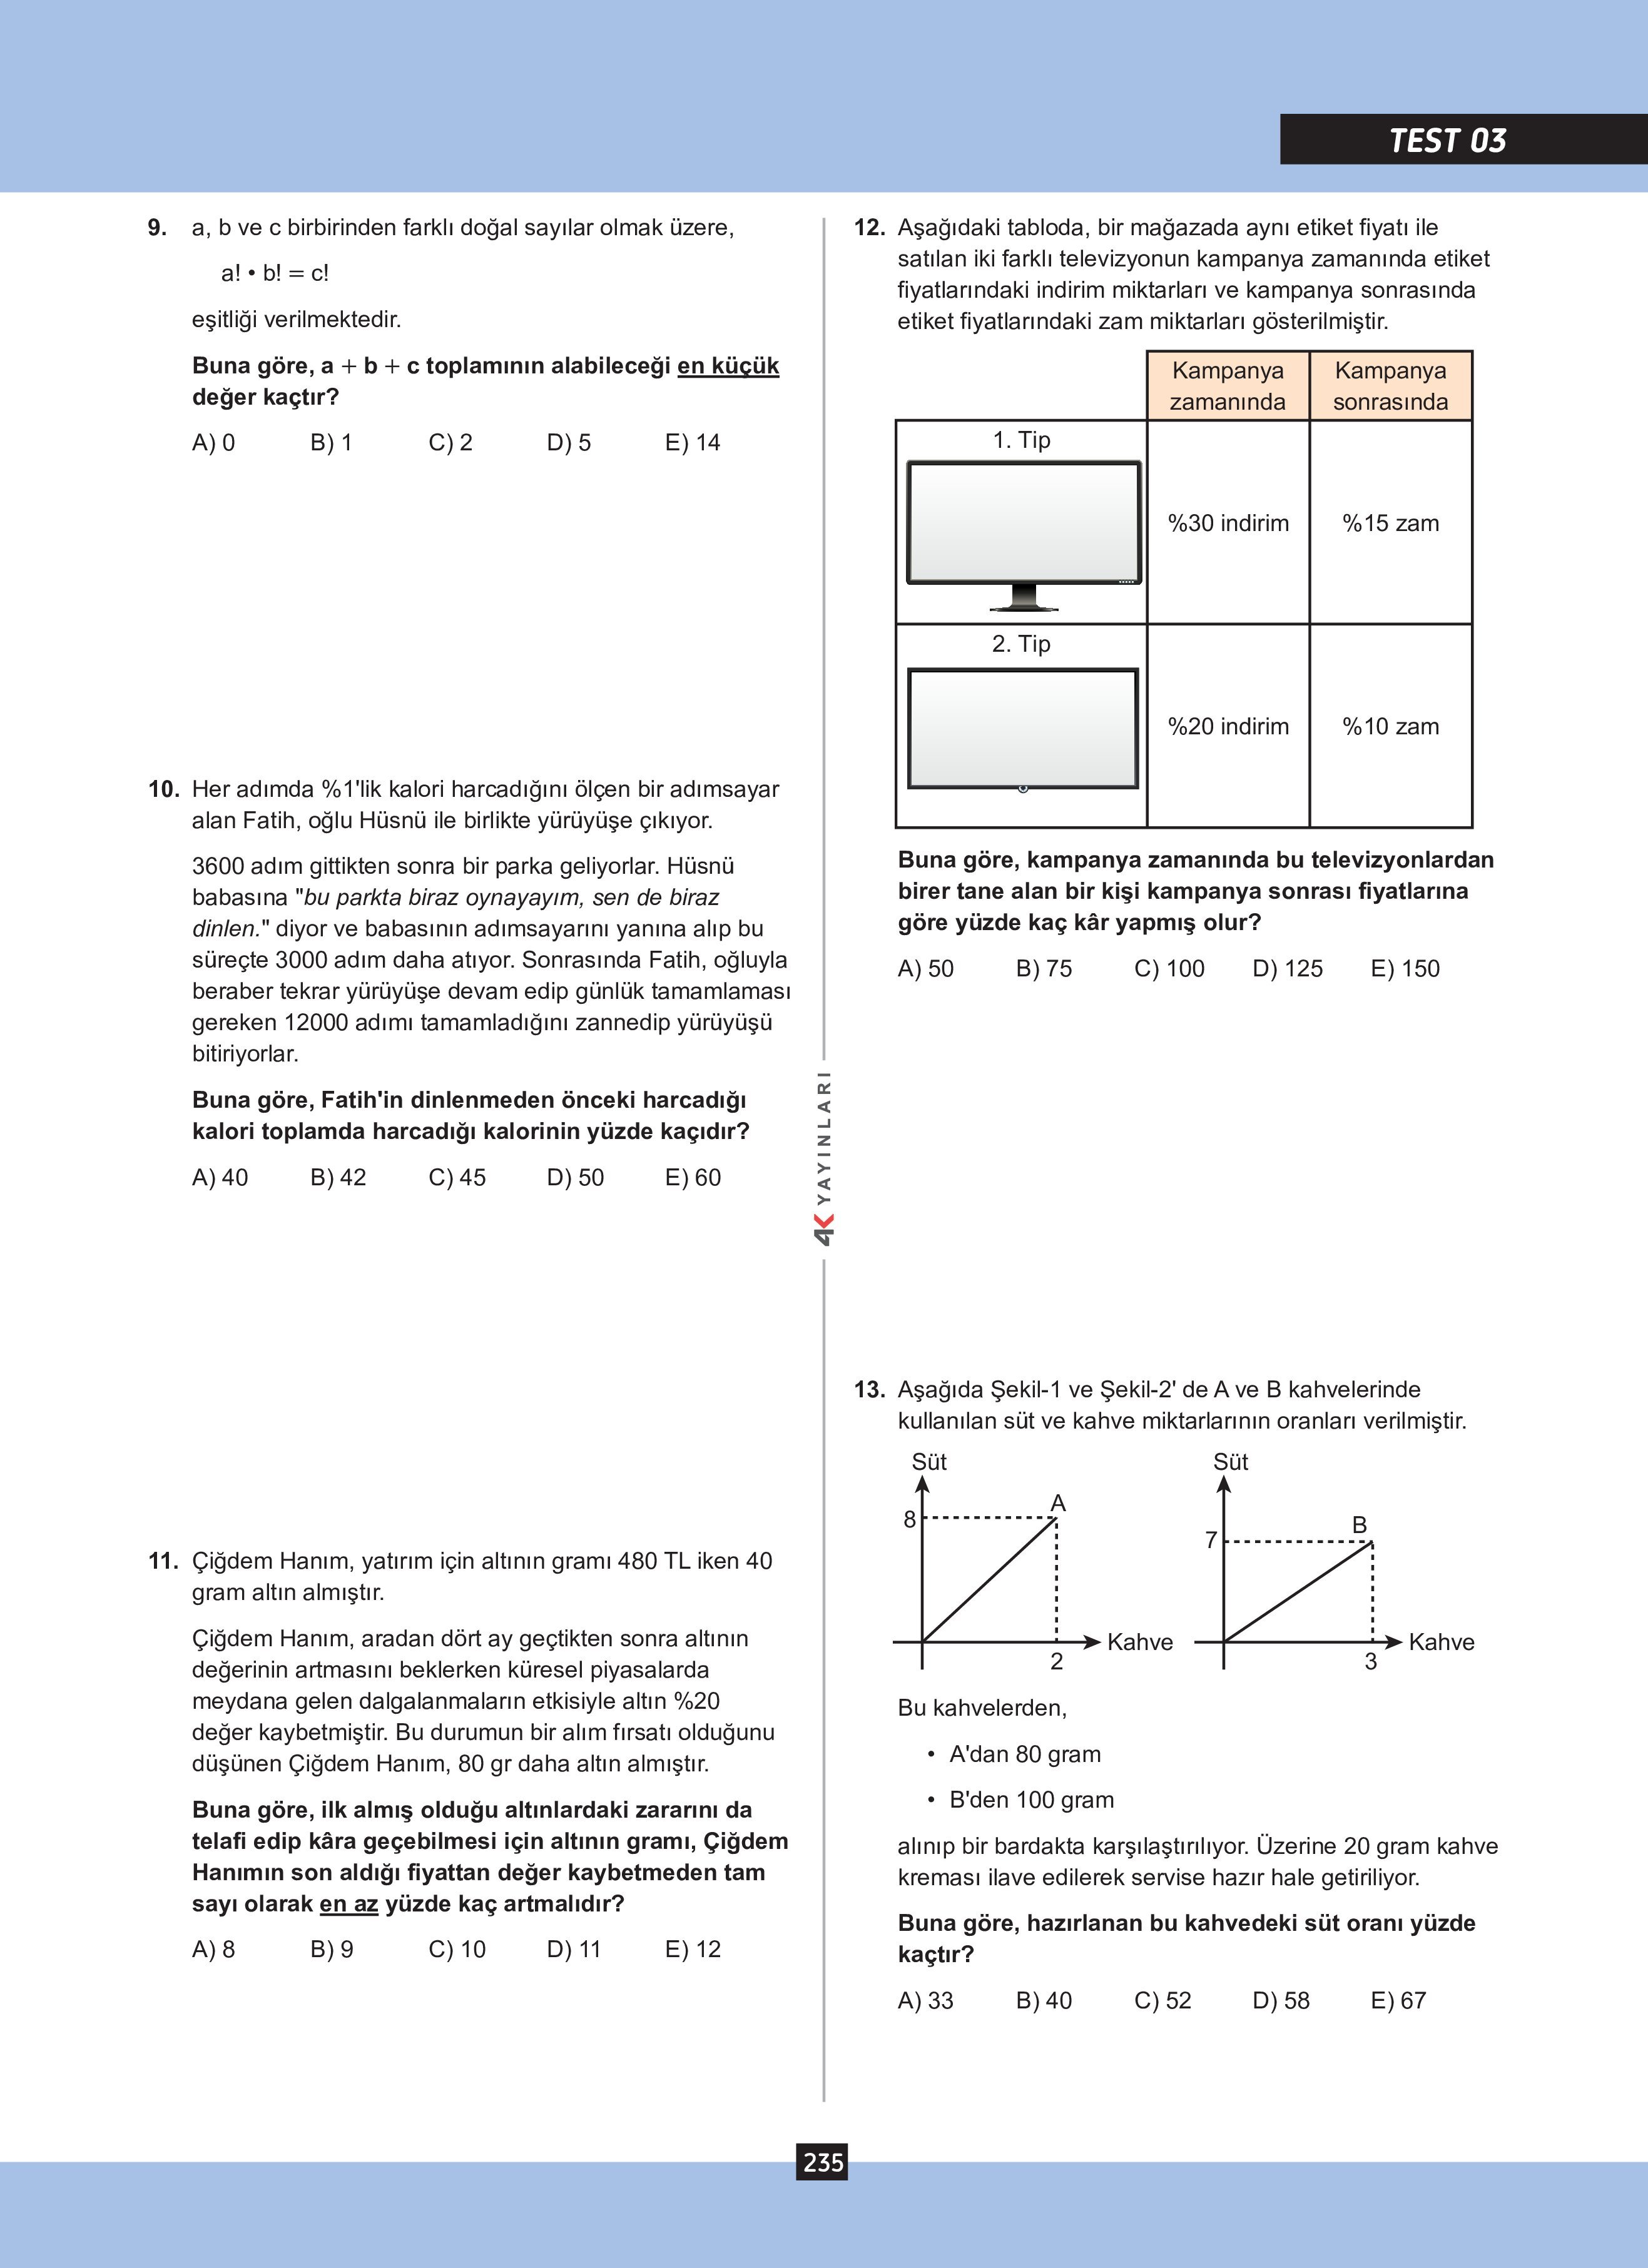 TEST 03
9. a, b ve c birbirinden farklı doğal sayılar olmak üzere,
a! • b! = c!
eşitliği verilmektedir.
Buna göre, a + b + c toplamının alabileceği en küçük
değer kaçtır?
A) 0 B) 1 C) 2 D) 5 E) 14
10. Her adımda %1'lik kalori harcadığını ölçen bir adımsayar
alan Fatih, oğlu Hüsnü ile birlikte yürüyüşe çıkıyor.
3600 adım gittikten sonra bir parka geliyorlar. Hüsnü
babasına "bu parkta biraz oynayayım, sen de biraz
dinlen." diyor ve babasının adımsayarını yanına alıp bu
süreçte 3000 adım daha atıyor. Sonrasında Fatih, oğluyla
beraber tekrar yürüyüşe devam edip günlük tamamlaması
gereken 12000 adımı tamamladığını zannedip yürüyüşü
bitiriyorlar.
Buna göre, Fatih'in dinlenmeden önceki harcadığı
kalori toplamda harcadığı kalorinin yüzde kaçıdır?
A) 40 B) 42 C) 45 D) 50 E) 60
11. Çiğdem Hanım, yatırım için altının gramı 480 TL iken 40
gram altın almıştır.
Çiğdem Hanım, aradan dört ay geçtikten sonra altının
değerinin artmasını beklerken küresel piyasalarda
meydana gelen dalgalanmaların etkisiyle altın %20
değer kaybetmiştir. Bu durumun bir alım fırsatı olduğunu
düşünen Çiğdem Hanım, 80 gr daha altın almıştır.
Buna göre, ilk almış olduğu altınlardaki zararını da
telafi edip kâra geçebilmesi için altının gramı, Çiğdem
Hanımın son aldığı fiyattan değer kaybetmeden tam
sayı olarak en az yüzde kaç artmalıdır?
A) 8 B) 9 C) 10 D) 11 E) 12
4K YAYINLARI
12. Aşağıdaki tabloda, bir mağazada aynı etiket fiyatı ile
satılan iki farklı televizyonun kampanya zamanında etiket
fiyatlarındaki indirim miktarları ve kampanya sonrasında
etiket fiyatlarındaki zam miktarları gösterilmiştir.
Kampanya zamanında Kampanya sonrasında
1. Tip
%30 indirim %15 zam
2. Tip
%20 indirim %10 zam
Buna göre, kampanya zamanında bu televizyonlardan
birer tane alan bir kişi kampanya sonrası fiyatlarına
göre yüzde kaç kâr yapmış olur?
A) 50 B) 75 C) 100 D) 125 E) 150
13. Aşağıda Şekil-1 ve Şekil-2' de A ve B kahvelerinde
kullanılan süt ve kahve miktarlarının oranları verilmiştir.
Süt Süt
A
8
B
7
Kahve Kahve
2 3
Bu kahvelerden,
• A'dan 80 gram
• B'den 100 gram
alınıp bir bardakta karşılaştırılıyor. Üzerine 20 gram kahve
kreması ilave edilerek servise hazır hale getiriliyor.
Buna göre, hazırlanan bu kahvedeki süt oranı yüzde
kaçtır?
A) 33 B) 40 C) 52 D) 58 E) 67
235